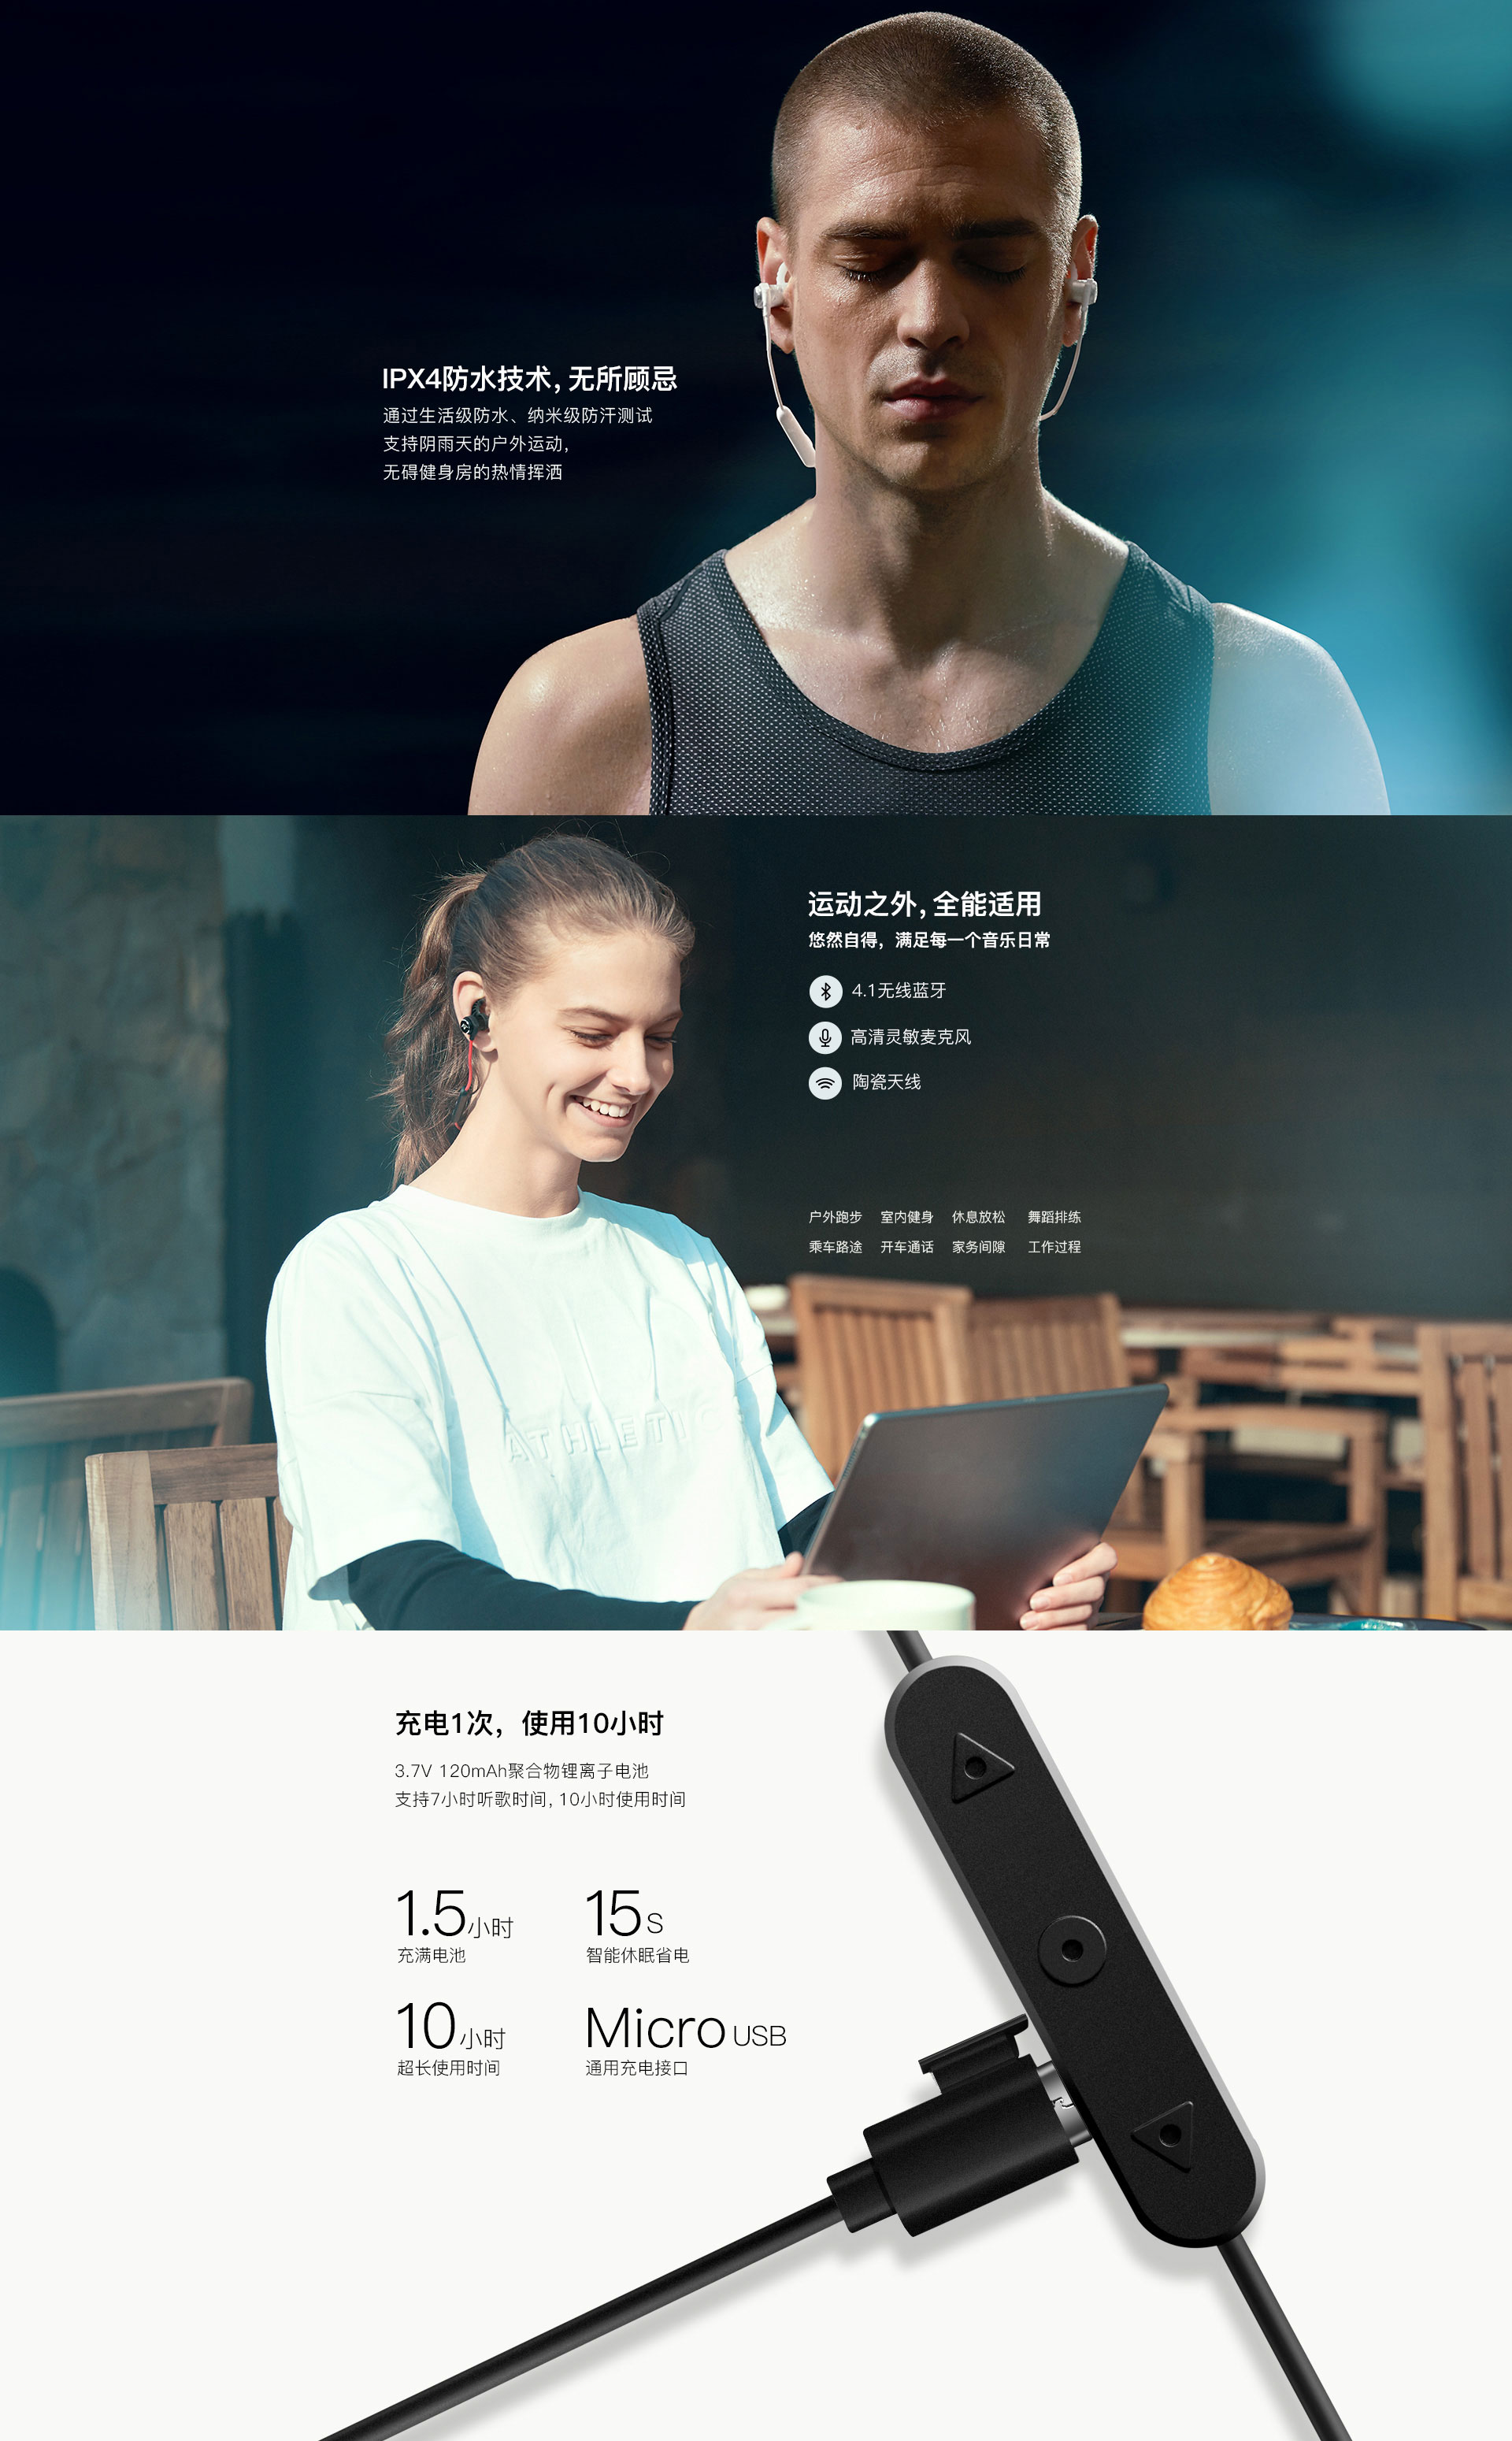 IPX4防水技术, 无所顾忌
通过生活级防水、纳米级防汗测试
支持阴雨天的户外运动,
无碍健身房的热情挥洒
运动之外, 全能适用
悠然自得，满足每一个音乐日常
4.1无线蓝牙
高清灵敏麦克风
陶瓷天线
户外跑步 室内健身 休息放松 舞蹈排练
乘车路途 开车通话 家务间隙 工作过程
ATHLETIC
充电1次，使用10小时
3.7V 120mAh聚合物锂离子电池
支持7小时听歌时间, 10小时使用时间
1.5小时 15 S
充满电池 智能休眠省电
10小时 Micro USB
超长使用时间 通用充电接口